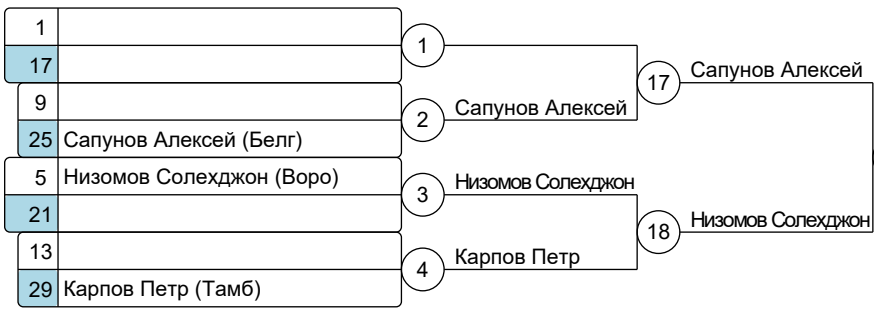 1
17
9
25 Сапунов Алексей (Белг)
5 Низомов Солехджон (Воро)
21
13
29 Карпов Петр (Тамб)
1
2 Сапунов Алексей
3 Низомов Солехджон
4 Карпов Петр
17 Сапунов Алексей
18 Низомов Солехджон